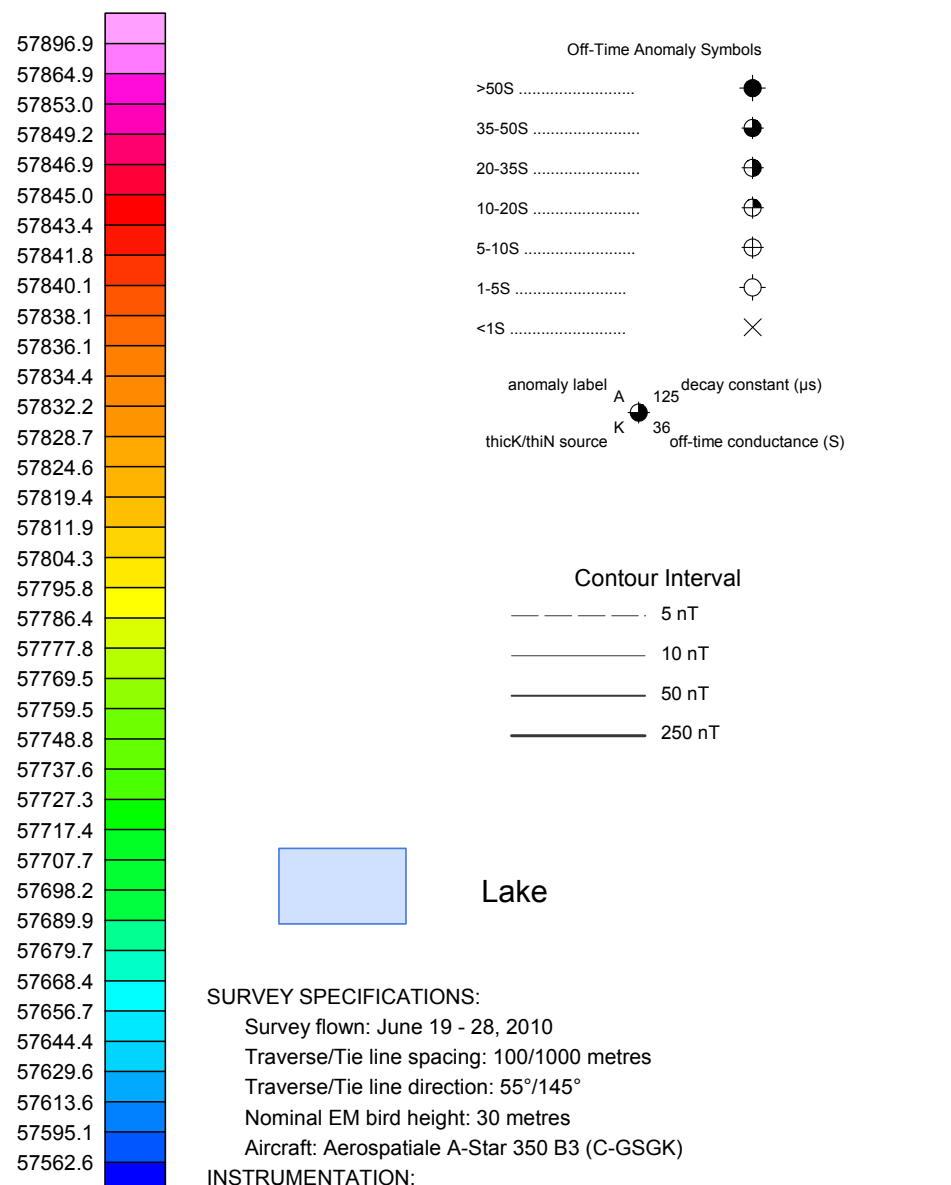 57896.9
57864.9
57853.0
57849.2
57846.9
57845.0
57843.4
57841.8
57840.1
57838.1
57836.1
57834.4
57832.2
57828.7
57824.6
57819.4
57811.9
57804.3
57795.8
57786.4
57777.8
57769.5
57759.5
57748.8
57737.6
57727.3
57717.4
57707.7
57698.2
57689.9
57679.7
57668.4
57656.7
57644.4
57629.6
57613.6
57595.1
57562.6
Off-Time Anomaly Symbols
>50S .........................
35-50S .......................
20-35S .......................
10-20S .......................
5-10S ........................
1-5S ........................
<1S .........................
anomaly label A 125 decay constant (µs)
thicK/thiN source K 36 off-time conductance (S)
Contour Interval
5 nT
10 nT
50 nT
250 nT
Lake
SURVEY SPECIFICATIONS:
Survey flown: June 19 - 28, 2010
Traverse/Tie line spacing: 100/1000 metres
Traverse/Tie line direction: 55°/145°
Nominal EM bird height: 30 metres
Aircraft: Aerospatiale A-Star 350 B3 (C-GSGK)
INSTRUMENTATION: